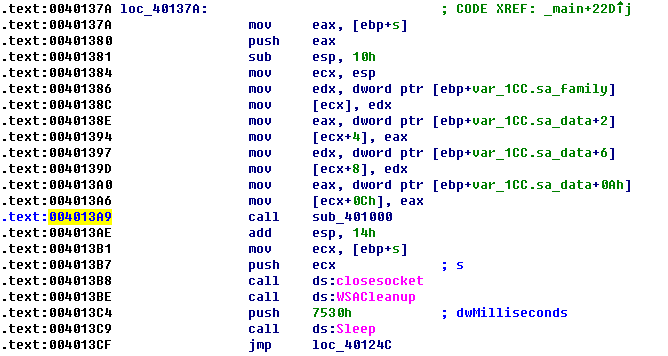 .text:0040137A loc_40137A: ; CODE XREF: _main+22D↑j
.text:0040137A mov eax, [ebp+s]
.text:00401380 push eax
.text:00401381 sub esp, 10h
.text:00401384 mov ecx, esp
.text:00401386 mov edx, dword ptr [ebp+var_1CC.sa_family]
.text:0040138C mov [ecx], edx
.text:0040138E mov eax, dword ptr [ebp+var_1CC.sa_data+2]
.text:00401394 mov [ecx+4], eax
.text:00401397 mov edx, dword ptr [ebp+var_1CC.sa_data+6]
.text:0040139D mov [ecx+8], edx
.text:004013A0 mov eax, dword ptr [ebp+var_1CC.sa_data+0Ah]
.text:004013A6 mov [ecx+0Ch], eax
.text:004013A9 call sub_401000
.text:004013AE add esp, 14h
.text:004013B1 mov ecx, [ebp+s]
.text:004013B7 push ecx ; s
.text:004013B8 call ds:closesocket
.text:004013BE call ds:WSACleanup
.text:004013C4 push 7530h ; dwMilliseconds
.text:004013C9 call ds:Sleep
.text:004013CF jmp loc_40124C